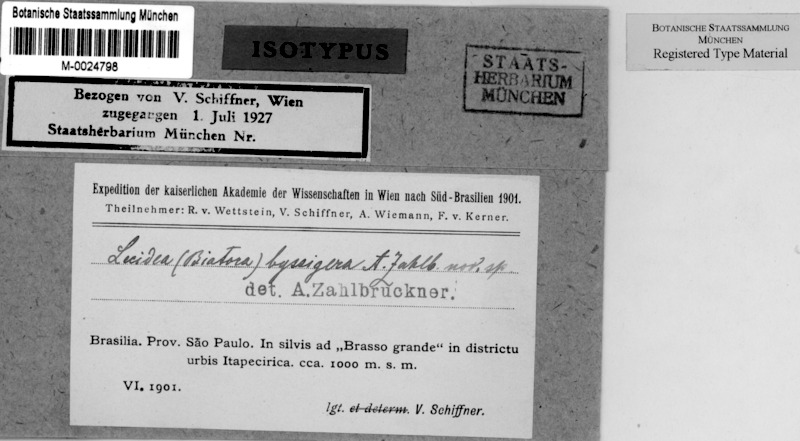 Botanische Staatssammlung München
M-0024798
ISOTYPUS
STAATS-
HERBARIUM
MÜNCHEN
BOTANISCHE STAATSSAMMLUNG
MÜNCHEN
Registered Type Material
Bezogen von V. Schiffner, Wien
zugegangen 1. Juli 1927
Staatsherbarium München Nr.
Expedition der kaiserlichen Akademie der Wissenschaften in Wien nach Süd-Brasilien 1901.
Theilnehmer: R. v. Wettstein, V. Schiffner, A. Wiemann, F. v. Kerner.
Lecidea (Biatora) byssigera A. Zahlb. nov. sp.
det. A. Zahlbruckner.
Brasilia. Prov. São Paulo. In silvis ad „Brasso grande“ in districtu
urbis Itapecirica. cca. 1000 m. s. m.
VI. 1901.
lgt. et determ. V. Schiffner.